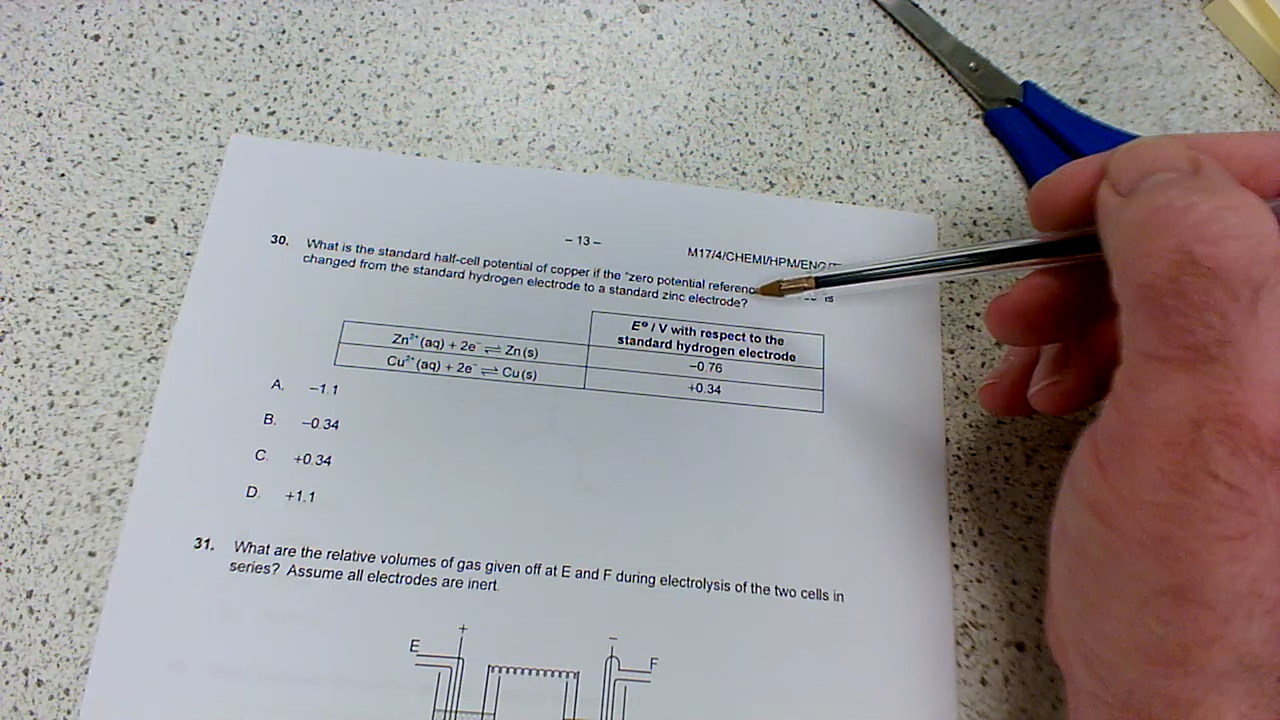 – 13 –
M17/4/CHEMI/HPM/ENG/
30. What is the standard half-cell potential of copper if the “zero potential is
changed from the standard hydrogen electrode to a standard zinc electrode?
E⊖ / V with respect to the
standard hydrogen electrode
Zn²⁺ (aq) + 2e⁻ ⇌ Zn (s) –0.76
Cu²⁺ (aq) + 2e⁻ ⇌ Cu (s) +0.34
A. –1.1
B. –0.34
C. +0.34
D. +1.1
31. What are the relative volumes of gas given off at E and F during electrolysis of the two cells in
series? Assume all electrodes are inert.
+ –
E F